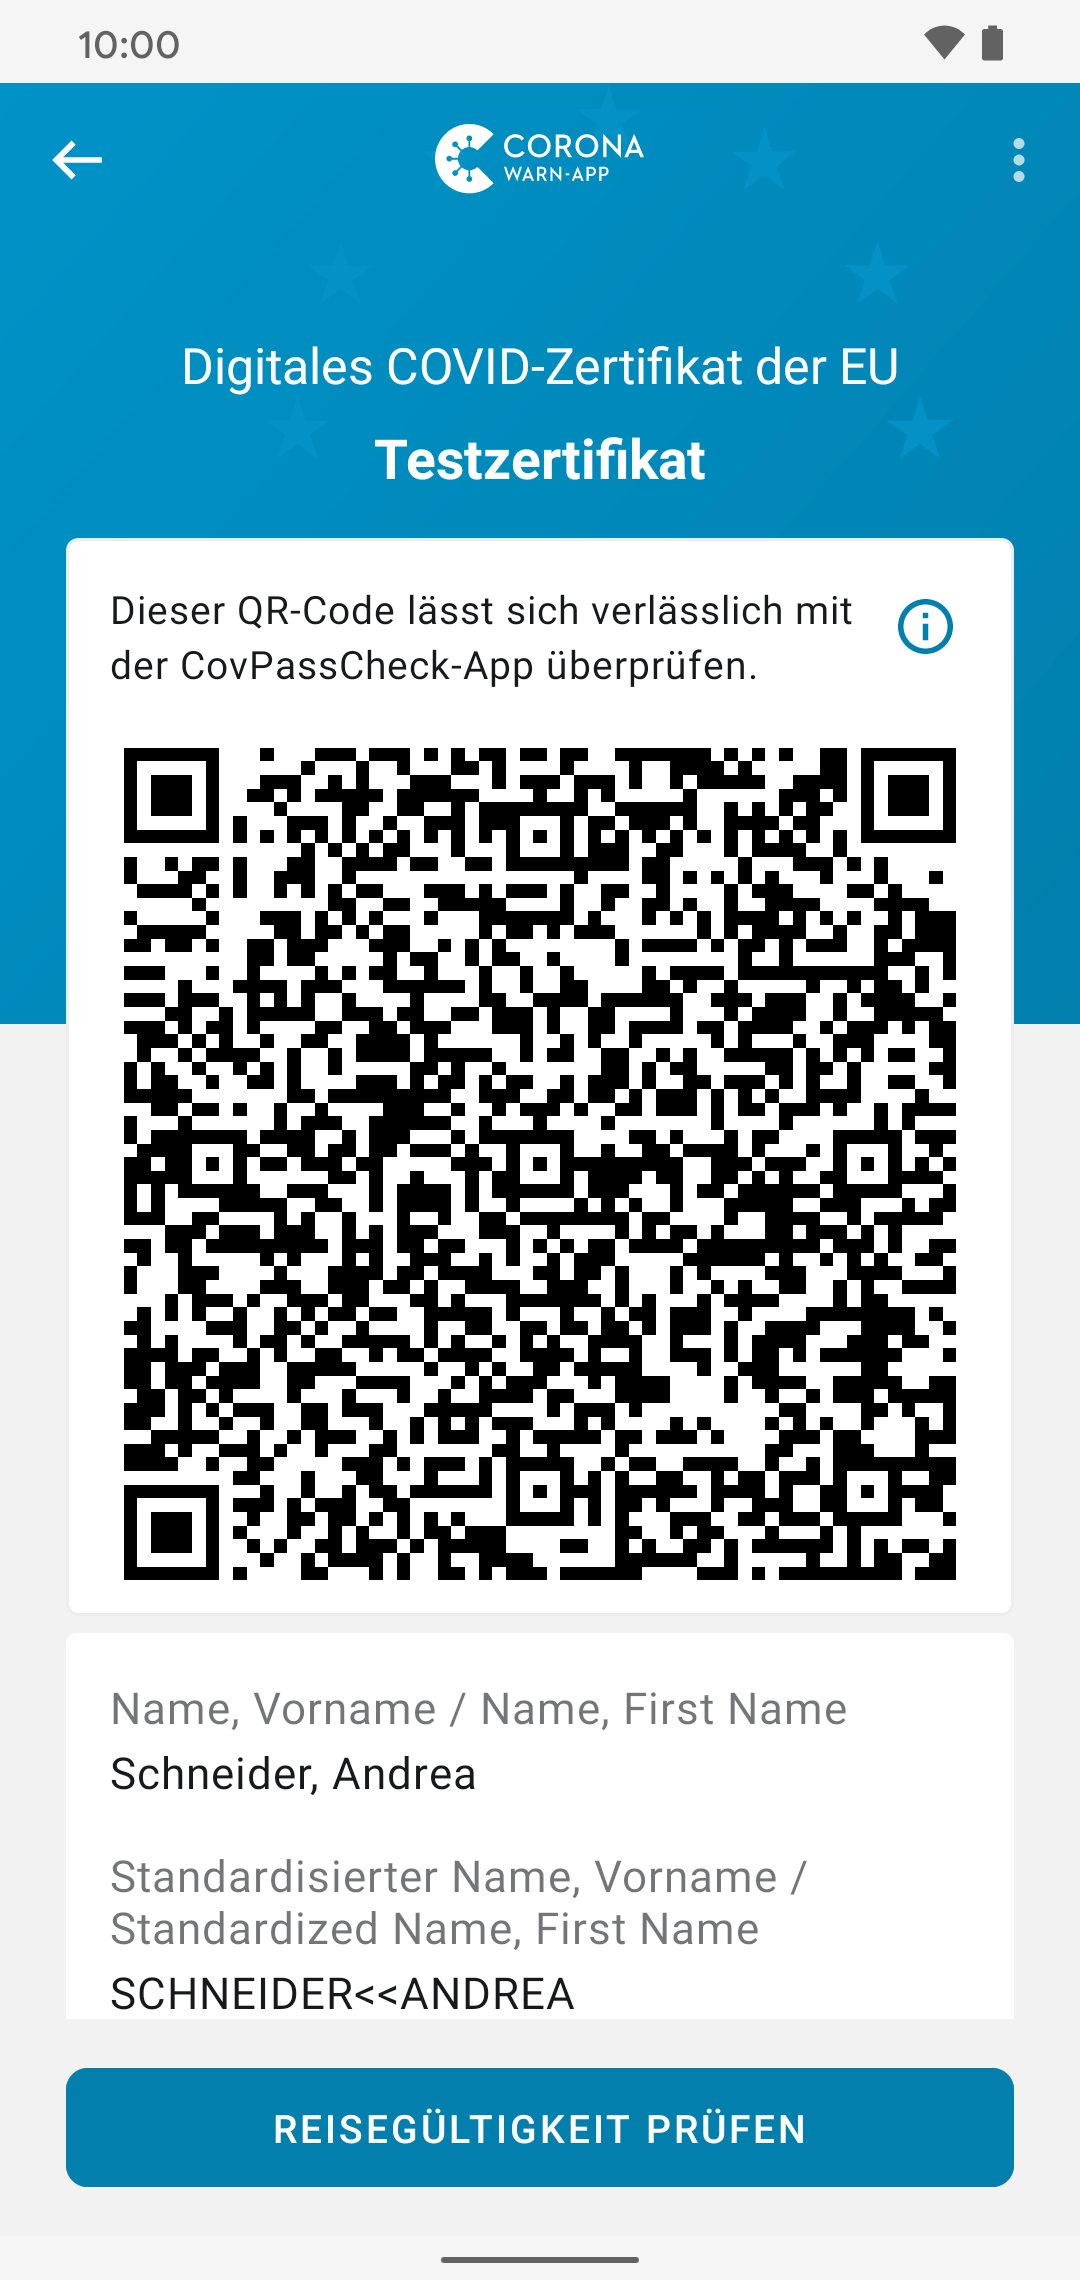 10:00
CORONA
WARN-APP
Digitales COVID-Zertifikat der EU
Testzertifikat
Dieser QR-Code lässt sich verlässlich mit
der CovPassCheck-App überprüfen.
Name, Vorname / Name, First Name
Schneider, Andrea
Standardisierter Name, Vorname /
Standardized Name, First Name
SCHNEIDER<<ANDREA
REISEGÜLTIGKEIT PRÜFEN